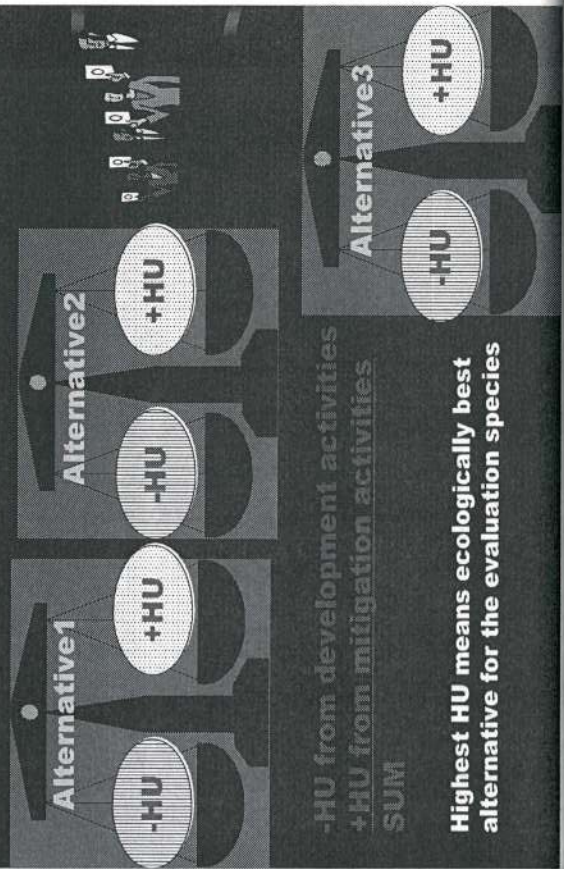 Alternative1
-HU
+HU
Alternative2
-HU
+HU
Alternative3
-HU
+HU
-HU from development activities
+HU from mitigation activities
SUM
Highest HU means ecologically best
alternative for the evaluation species